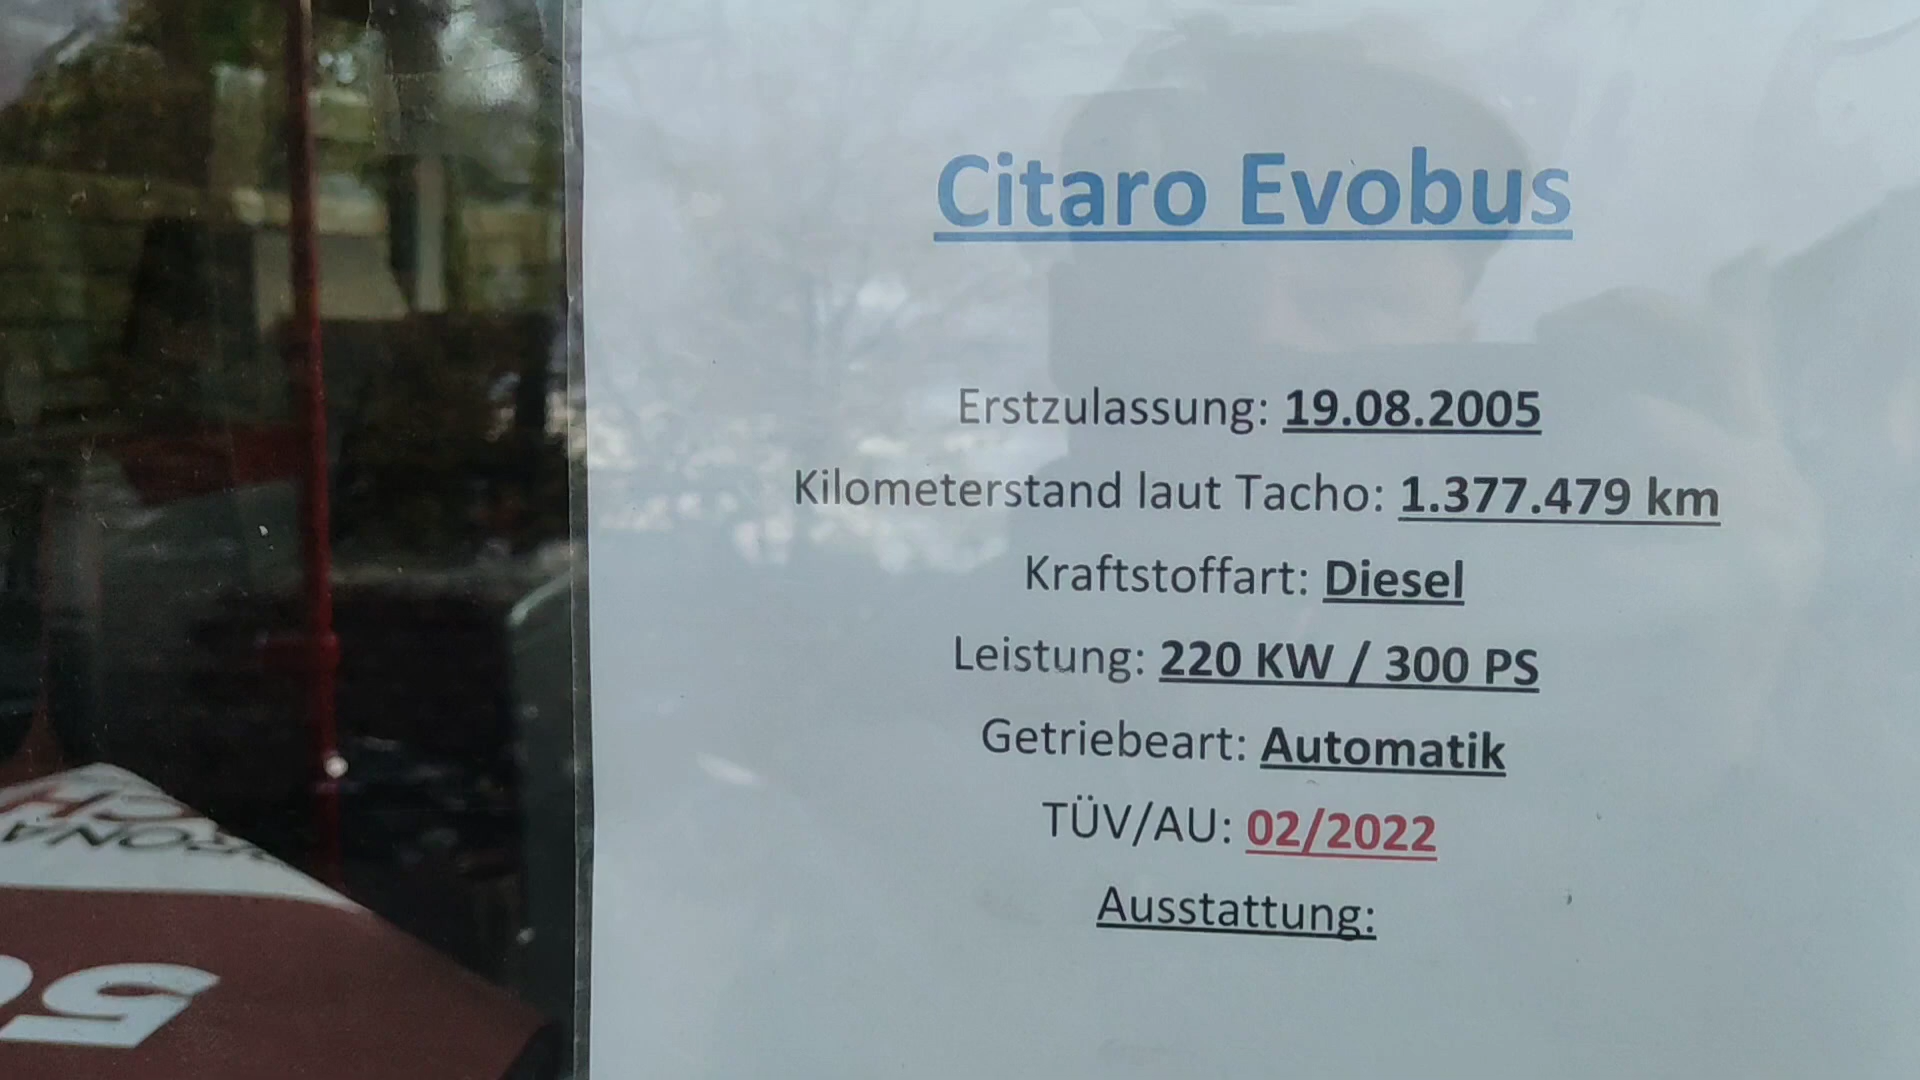 Citaro Evobus
Erstzulassung: 19.08.2005
Kilometerstand laut Tacho: 1.377.479 km
Kraftstoffart: Diesel
Leistung: 220 KW / 300 PS
Getriebeart: Automatik
TÜV/AU: 02/2022
Ausstattung: